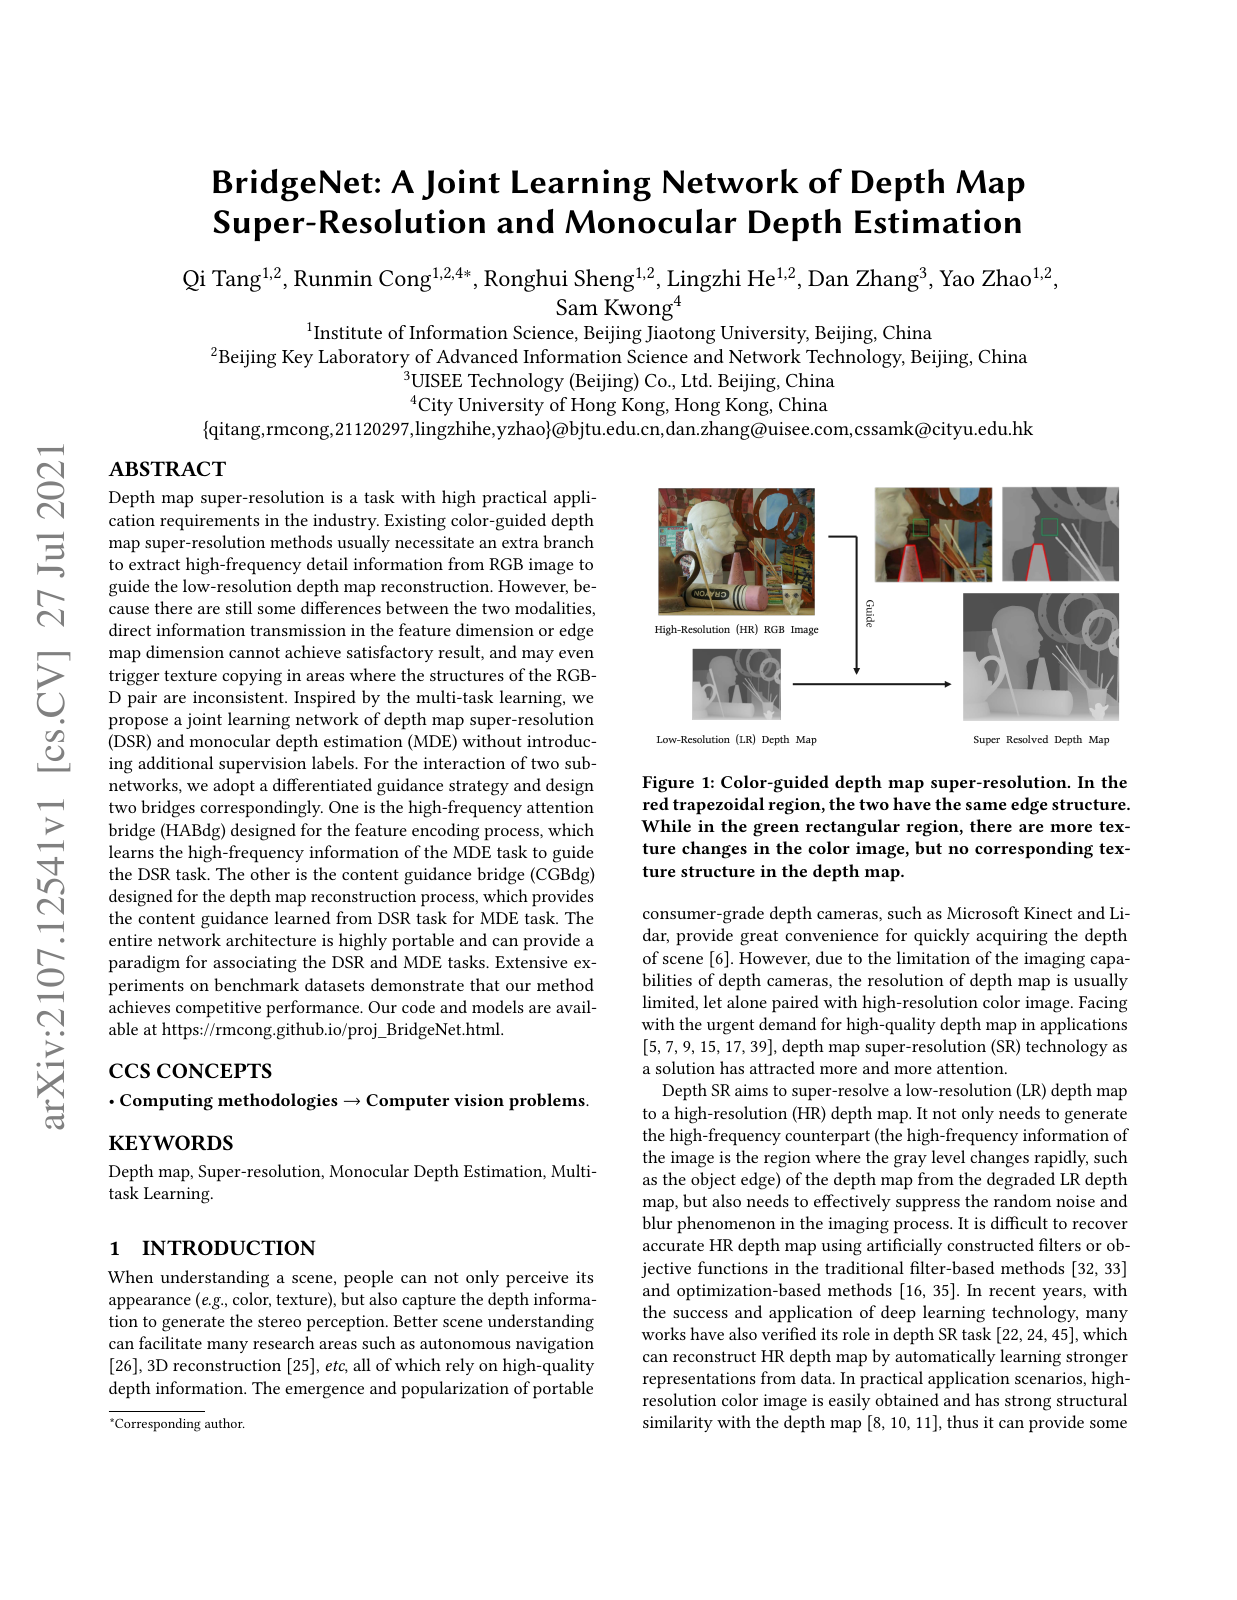 BridgeNet: A Joint Learning Network of Depth Map
Super-Resolution and Monocular Depth Estimation
Qi Tang1,2, Runmin Cong1,2,4*, Ronghui Sheng1,2, Lingzhi He1,2, Dan Zhang3, Yao Zhao1,2,
Sam Kwong4
1Institute of Information Science, Beijing Jiaotong University, Beijing, China
2Beijing Key Laboratory of Advanced Information Science and Network Technology, Beijing, China
3UISEE Technology (Beijing) Co., Ltd. Beijing, China
4City University of Hong Kong, Hong Kong, China
{qitang,rmcong,21120297,lingzhihe,yzhao}@bjtu.edu.cn,dan.zhang@uisee.com,cssamk@cityu.edu.hk
arXiv:2107.12541v1 [cs.CV] 27 Jul 2021
ABSTRACT
Depth map super-resolution is a task with high practical appli-
cation requirements in the industry. Existing color-guided depth
map super-resolution methods usually necessitate an extra branch
to extract high-frequency detail information from RGB image to
guide the low-resolution depth map reconstruction. However, be-
cause there are still some differences between the two modalities,
direct information transmission in the feature dimension or edge
map dimension cannot achieve satisfactory result, and may even
trigger texture copying in areas where the structures of the RGB-
D pair are inconsistent. Inspired by the multi-task learning, we
propose a joint learning network of depth map super-resolution
(DSR) and monocular depth estimation (MDE) without introduc-
ing additional supervision labels. For the interaction of two sub-
networks, we adopt a differentiated guidance strategy and design
two bridges correspondingly. One is the high-frequency attention
bridge (HABdg) designed for the feature encoding process, which
learns the high-frequency information of the MDE task to guide
the DSR task. The other is the content guidance bridge (CGBdg)
designed for the depth map reconstruction process, which provides
the content guidance learned from DSR task for MDE task. The
entire network architecture is highly portable and can provide a
paradigm for associating the DSR and MDE tasks. Extensive ex-
periments on benchmark datasets demonstrate that our method
achieves competitive performance. Our code and models are avail-
able at https://rmcong.github.io/proj_BridgeNet.html.
CCS CONCEPTS
• Computing methodologies → Computer vision problems.
KEYWORDS
Depth map, Super-resolution, Monocular Depth Estimation, Multi-
task Learning.
1 INTRODUCTION
When understanding a scene, people can not only perceive its
appearance (e.g., color, texture), but also capture the depth informa-
tion to generate the stereo perception. Better scene understanding
can facilitate many research areas such as autonomous navigation
[26], 3D reconstruction [25], etc, all of which rely on high-quality
depth information. The emergence and popularization of portable
*Corresponding author.
CRAYON
High-Resolution (HR) RGB Image
Guide
Low-Resolution (LR) Depth Map
Super Resolved Depth Map
Figure 1: Color-guided depth map super-resolution. In the
red trapezoidal region, the two have the same edge structure.
While in the green rectangular region, there are more tex-
ture changes in the color image, but no corresponding tex-
ture structure in the depth map.
consumer-grade depth cameras, such as Microsoft Kinect and Li-
dar, provide great convenience for quickly acquiring the depth
of scene [6]. However, due to the limitation of the imaging capa-
bilities of depth cameras, the resolution of depth map is usually
limited, let alone paired with high-resolution color image. Facing
with the urgent demand for high-quality depth map in applications
[5, 7, 9, 15, 17, 39], depth map super-resolution (SR) technology as
a solution has attracted more and more attention.
Depth SR aims to super-resolve a low-resolution (LR) depth map
to a high-resolution (HR) depth map. It not only needs to generate
the high-frequency counterpart (the high-frequency information of
the image is the region where the gray level changes rapidly, such
as the object edge) of the depth map from the degraded LR depth
map, but also needs to effectively suppress the random noise and
blur phenomenon in the imaging process. It is difficult to recover
accurate HR depth map using artificially constructed filters or ob-
jective functions in the traditional filter-based methods [32, 33]
and optimization-based methods [16, 35]. In recent years, with
the success and application of deep learning technology, many
works have also verified its role in depth SR task [22, 24, 45], which
can reconstruct HR depth map by automatically learning stronger
representations from data. In practical application scenarios, high-
resolution color image is easily obtained and has strong structural
similarity with the depth map [8, 10, 11], thus it can provide some